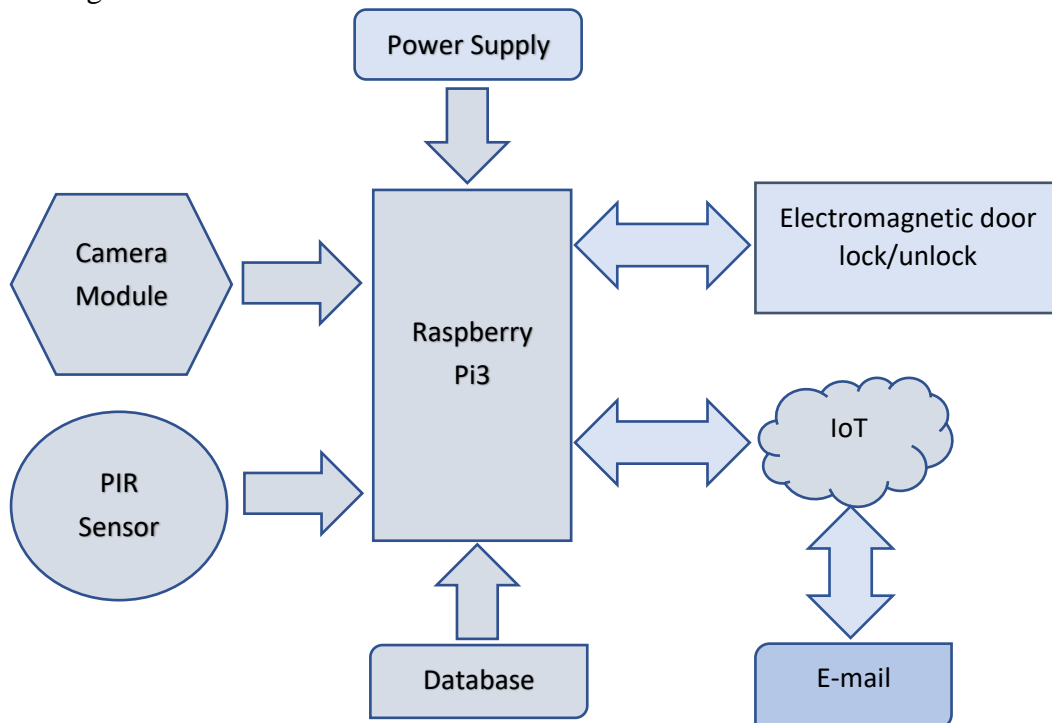 Power Supply
Camera
Module
Electromagnetic door
lock/unlock
Raspberry
Pi3
IoT
PIR
Sensor
Database
E-mail